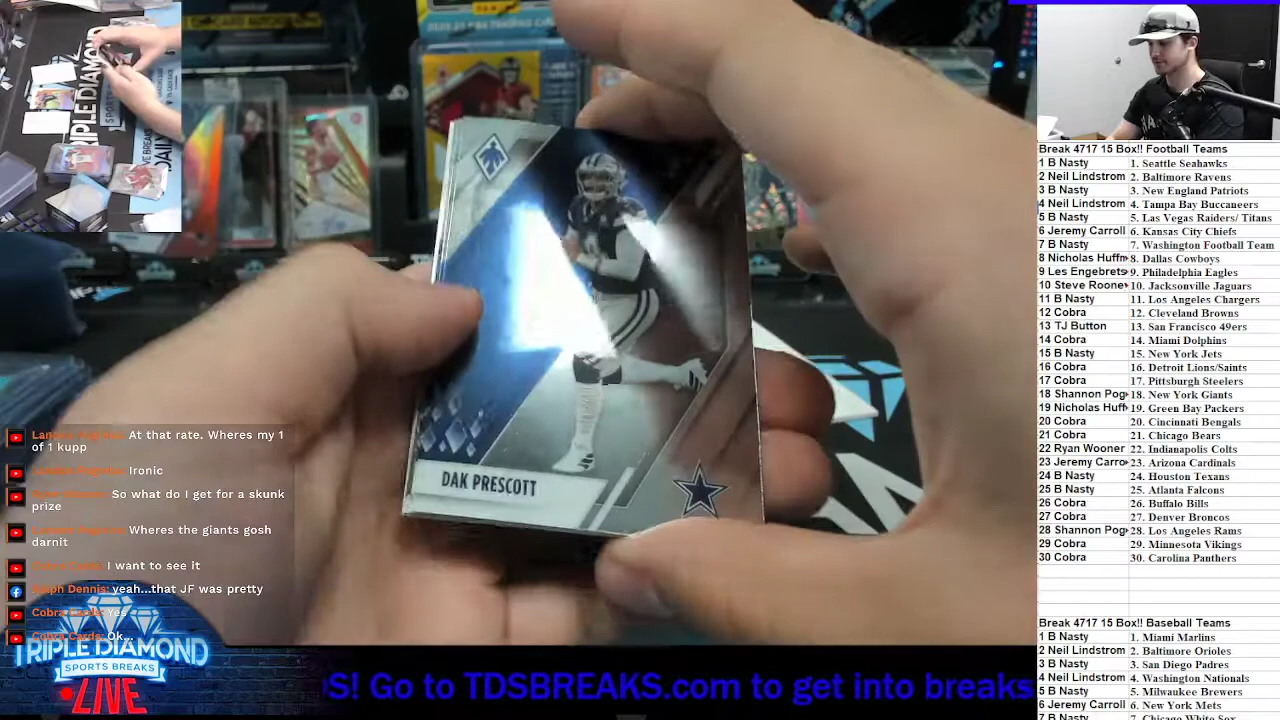 DAK PRESCOTT
TRIPLE DIAMOND
At that rate. Wheres my 1
of 1 kupp
Ironic
So what do I get for a skunk
prize
Wheres the giants gosh
darnit
I want to see it
yeah...that JF was pretty
Cobra Cards: Yes
Cobra Cards: Ok...
TRIPLE DIAMOND
SPORTS BREAKS
LIVE
S! Go to TDSBREAKS.com to get into breaks
Break 4717 15 Box!! Football Teams
1 B Nasty 1. Seattle Seahawks
2 Neil Lindstrom 2. Baltimore Ravens
3 B Nasty 3. New England Patriots
4 Neil Lindstrom 4. Tampa Bay Buccaneers
5 B Nasty 5. Las Vegas Raiders/ Titans
6 Jeremy Carroll 6. Kansas City Chiefs
7 B Nasty 7. Washington Football Team
8 Nicholas Huffm 8. Dallas Cowboys
9 Les Engebrets 9. Philadelphia Eagles
10 Steve Roone 10. Jacksonville Jaguars
11 B Nasty 11. Los Angeles Chargers
12 Cobra 12. Cleveland Browns
13 TJ Button 13. San Francisco 49ers
14 Cobra 14. Miami Dolphins
15 B Nasty 15. New York Jets
16 Cobra 16. Detroit Lions/Saints
17 Cobra 17. Pittsburgh Steelers
18 Shannon Pog 18. New York Giants
19 Nicholas Huff 19. Green Bay Packers
20 Cobra 20. Cincinnati Bengals
21 Cobra 21. Chicago Bears
22 Ryan Wooner 22. Indianapolis Colts
23 Jeremy Carro 23. Arizona Cardinals
24 B Nasty 24. Houston Texans
25 B Nasty 25. Atlanta Falcons
26 Cobra 26. Buffalo Bills
27 Cobra 27. Denver Broncos
28 Shannon Pog 28. Los Angeles Rams
29 Cobra 29. Minnesota Vikings
30 Cobra 30. Carolina Panthers
Break 4717 15 Box!! Baseball Teams
1 B Nasty 1. Miami Marlins
2 Neil Lindstrom 2. Baltimore Orioles
3 B Nasty 3. San Diego Padres
4 Neil Lindstrom 4. Washington Nationals
5 B Nasty 5. Milwaukee Brewers
6 Jeremy Carroll 6. New York Mets
7 B Nasty 7. Chicago White Sox